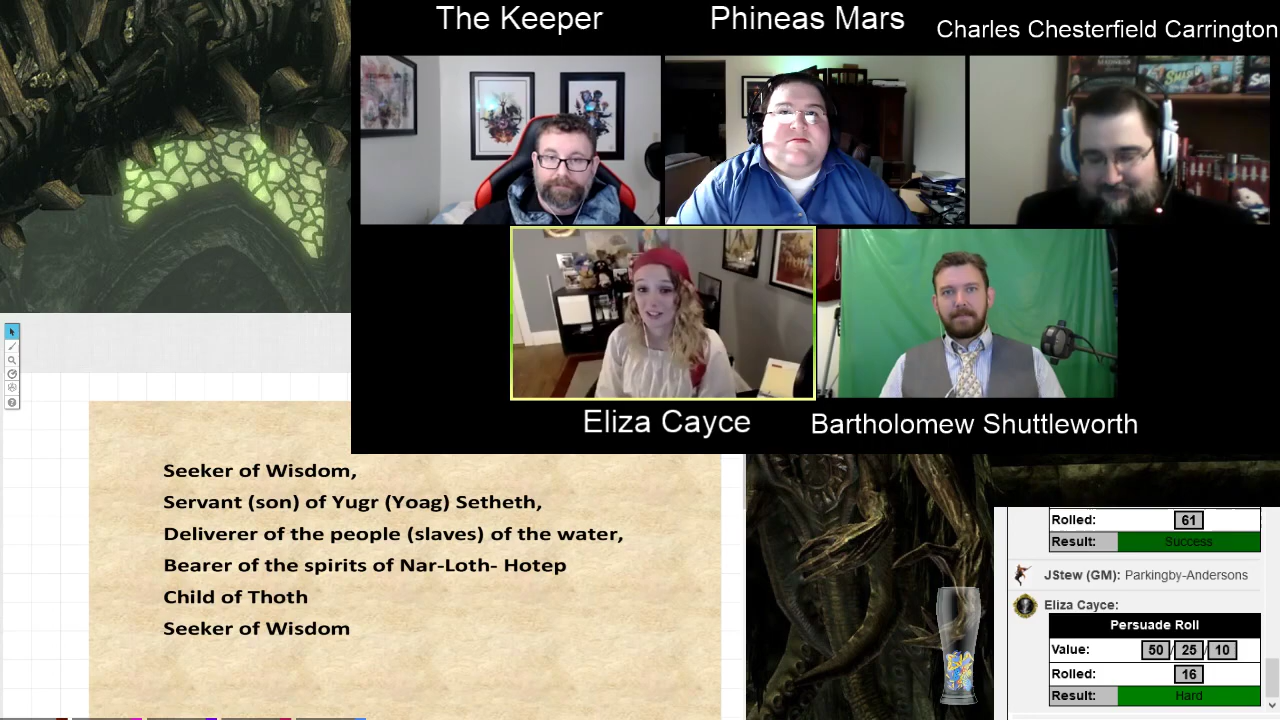 The Keeper
Phineas Mars
Charles Chesterfield Carrington
Eliza Cayce
Bartholomew Shuttleworth
Seeker of Wisdom,
Servant (son) of Yugr (Yoag) Setheth,
Deliverer of the people (slaves) of the water,
Bearer of the spirits of Nar-Loth- Hotep
Child of Thoth
Seeker of Wisdom
Rolled: 61
Result: Success
JStew (GM): Parkingby-Andersons
Eliza Cayce:
Persuade Roll
Value: 50 / 25 / 10
Rolled: 16
Result: Hard